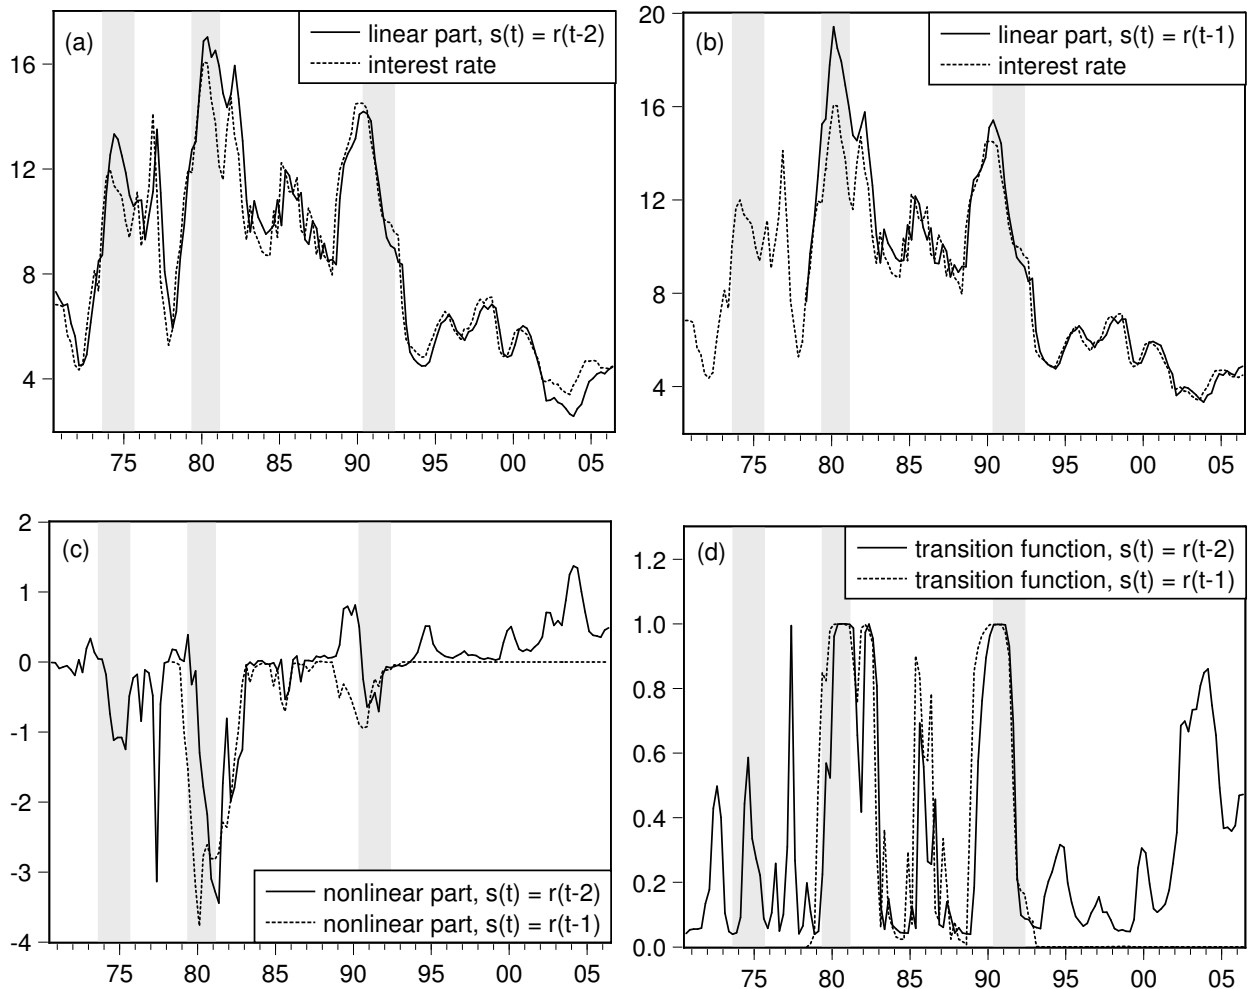 (a)
linear part, s(t) = r(t-2)
interest rate
16
12
8
4
75 80 85 90 95 00 05
(b)
linear part, s(t) = r(t-1)
interest rate
20
16
12
8
4
75 80 85 90 95 00 05
(c)
2
1
0
-1
-2
-3
-4
nonlinear part, s(t) = r(t-2)
nonlinear part, s(t) = r(t-1)
75 80 85 90 95 00 05
(d)
transition function, s(t) = r(t-2)
transition function, s(t) = r(t-1)
1.2
1.0
0.8
0.6
0.4
0.2
0.0
75 80 85 90 95 00 05